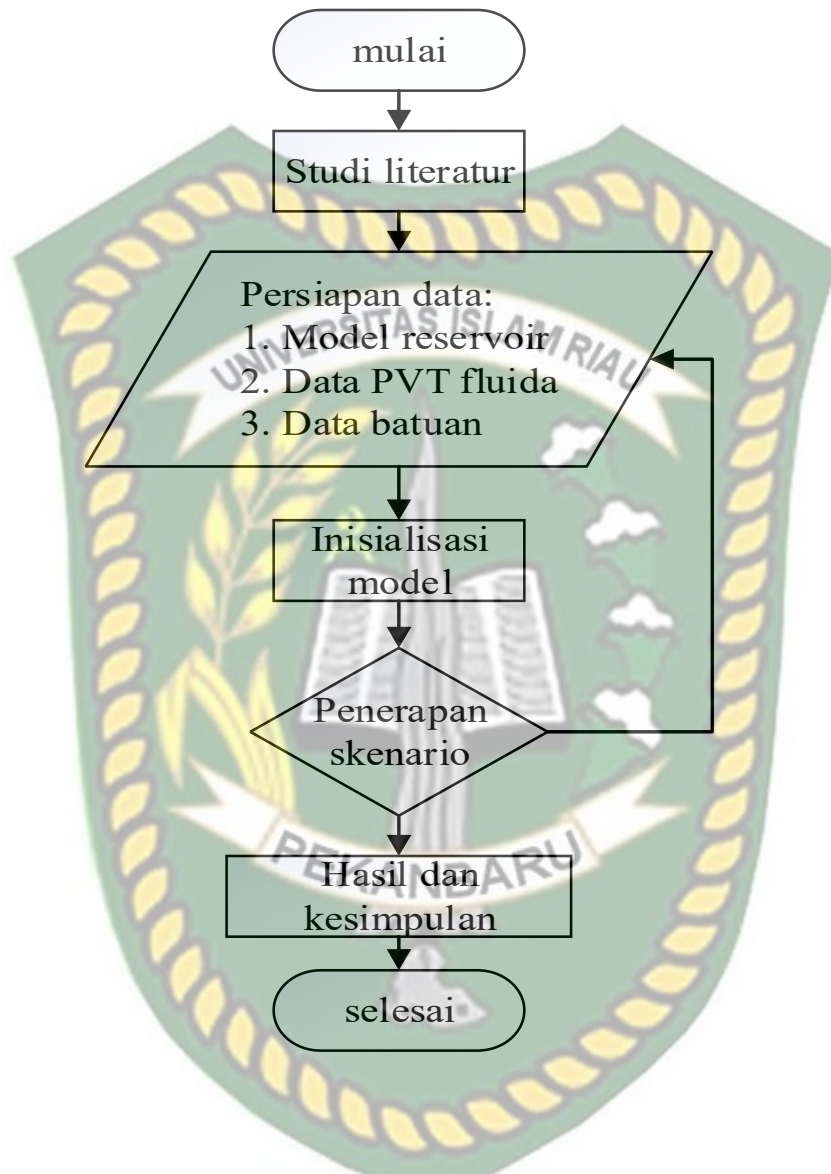 mulai
Studi literatur
Persiapan data:
UNIVERSITAS ISLAM RIAU
1. Model reservoir
2. Data PVT fluida
3. Data batuan
Inisialisasi
model
Penerapan
skenario
PEKANBARU
Hasil dan
kesimpulan
selesai